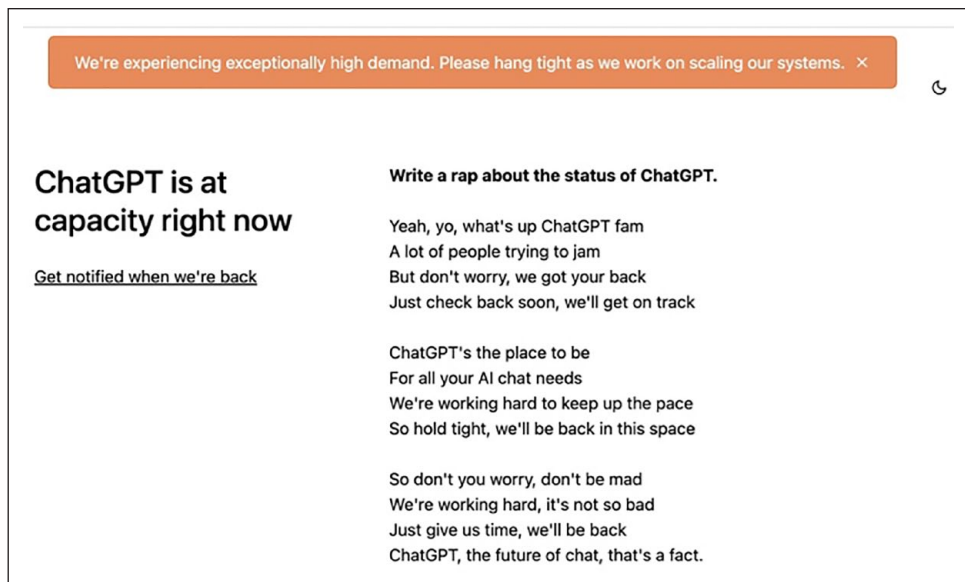 We're experiencing exceptionally high demand. Please hang tight as we work on scaling our systems. ×
ChatGPT is at
capacity right now
Get notified when we're back
Write a rap about the status of ChatGPT.
Yeah, yo, what's up ChatGPT fam
A lot of people trying to jam
But don't worry, we got your back
Just check back soon, we'll get on track
ChatGPT's the place to be
For all your AI chat needs
We're working hard to keep up the pace
So hold tight, we'll be back in this space
So don't you worry, don't be mad
We're working hard, it's not so bad
Just give us time, we'll be back
ChatGPT, the future of chat, that's a fact.